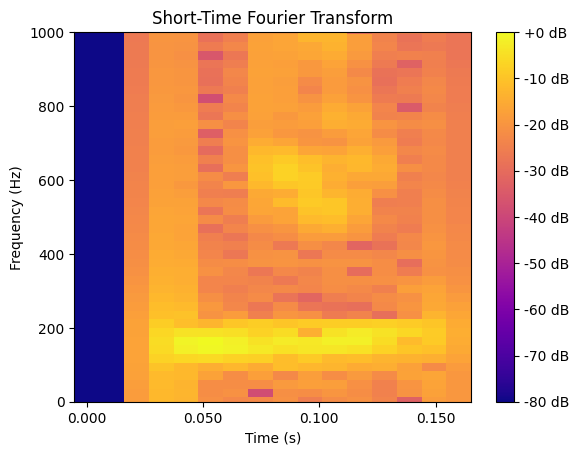 Short-Time Fourier Transform
1000
800
600
400
200
0
Frequency (Hz)
0.000
0.050
0.100
0.150
Time (s)
+0 dB
-10 dB
-20 dB
-30 dB
-40 dB
-50 dB
-60 dB
-70 dB
-80 dB